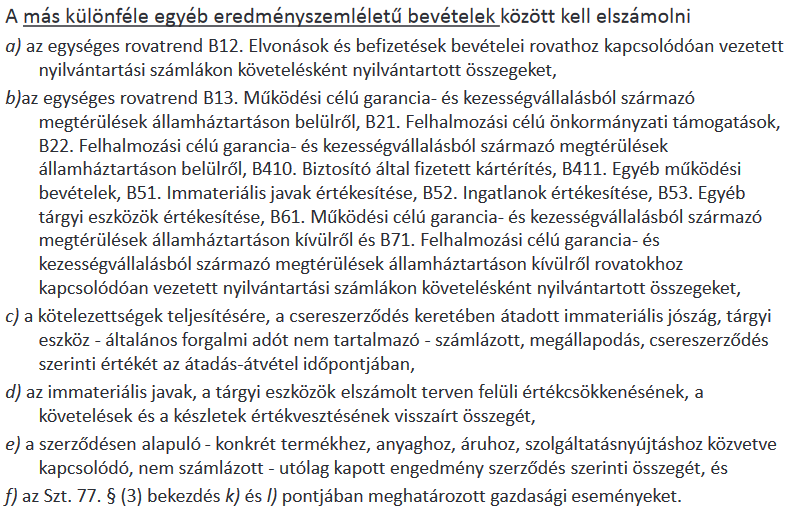 A más különféle egyéb eredményszemléletű bevételek között kell elszámolni
a) az egységes rovatrend B12. Elvonások és befizetések bevételei rovathoz kapcsolódóan vezetett
nyilvántartási számlákon követelésként nyilvántartott összegeket,
b)az egységes rovatrend B13. Működési célú garancia- és kezességvállalásból származó
megtérülések államháztartáson belülről, B21. Felhalmozási célú önkormányzati támogatások,
B22. Felhalmozási célú garancia- és kezességvállalásból származó megtérülések
államháztartáson belülről, B410. Biztosító által fizetett kártérítés, B411. Egyéb működési
bevételek, B51. Immateriális javak értékesítése, B52. Ingatlanok értékesítése, B53. Egyéb
tárgyi eszközök értékesítése, B61. Működési célú garancia- és kezességvállalásból származó
megtérülések államháztartáson kívülről és B71. Felhalmozási célú garancia- és
kezességvállalásból származó megtérülések államháztartáson kívülről rovatokhoz
kapcsolódóan vezetett nyilvántartási számlákon követelésként nyilvántartott összegeket,
c) a kötelezettségek teljesítésére, a csereszerződés keretében átadott immateriális jószág, tárgyi
eszköz - általános forgalmi adót nem tartalmazó - számlázott, megállapodás, csereszerződés
szerinti értékét az átadás-átvétel időpontjában,
d) az immateriális javak, a tárgyi eszközök elszámolt terven felüli értékcsökkenésének, a
követelések és a készletek értékvesztésének visszaírt összegét,
e) a szerződésen alapuló - konkrét termékhez, anyaghoz, áruhoz, szolgáltatásnyújtáshoz közvetve
kapcsolódó, nem számlázott - utólag kapott engedmény szerződés szerinti összegét, és
f) az Szt. 77. § (3) bekezdés k) és l) pontjában meghatározott gazdasági eseményeket.